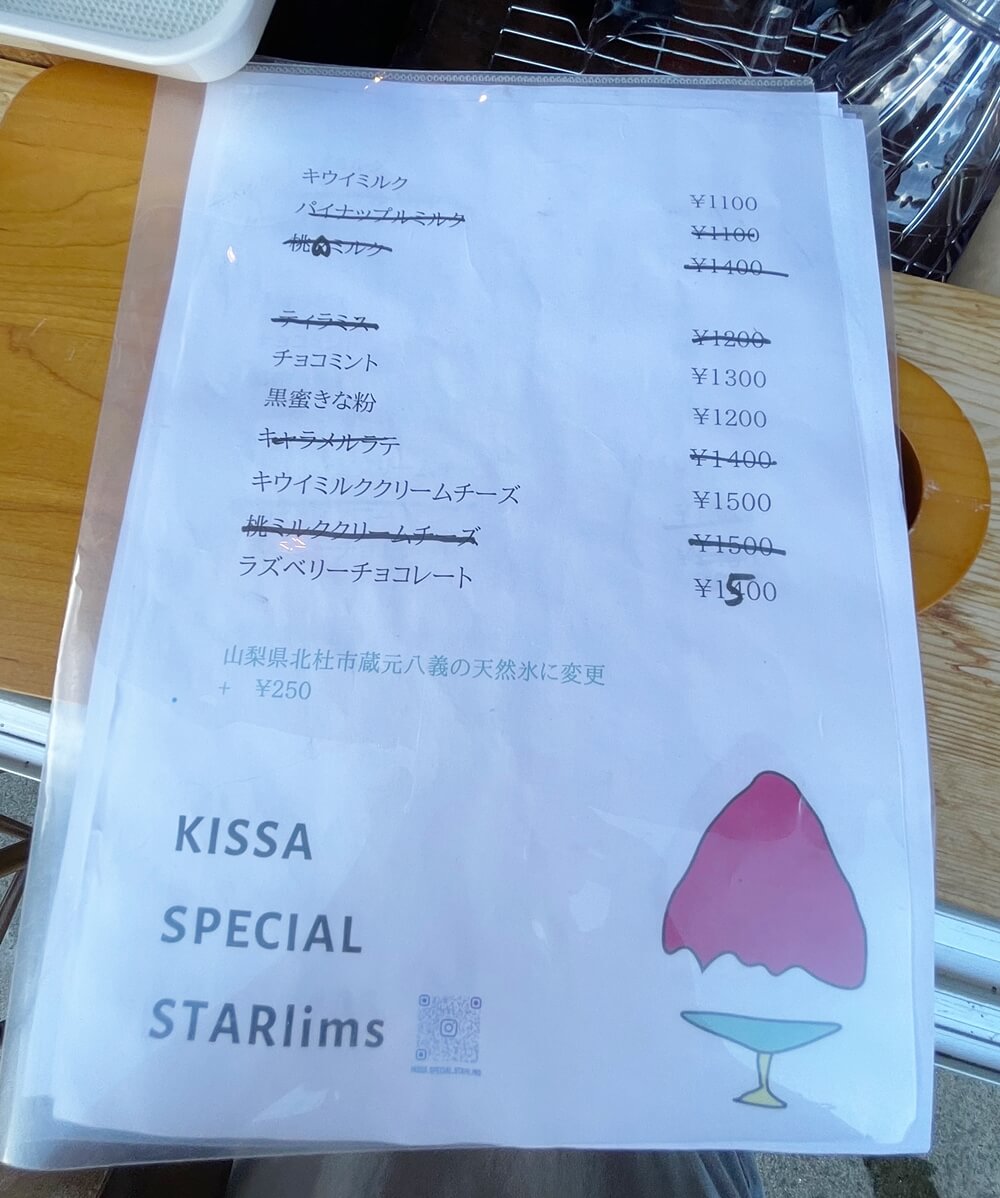 キウイミルク ¥1100
パイナップルミルク ¥1100
桃のミルク ¥1400
ティラミス ¥1200
チョコミント ¥1300
黒蜜きな粉 ¥1200
キャラメルラテ ¥1400
キウイミルククリームチーズ ¥1500
桃ミルククリームチーズ ¥1500
ラズベリーチョコレート ¥1500
山梨県北杜市蔵元八義の天然氷に変更
+ ¥250
KISSA
SPECIAL
STARlims
KISSA.SPECIAL.STARLIMS